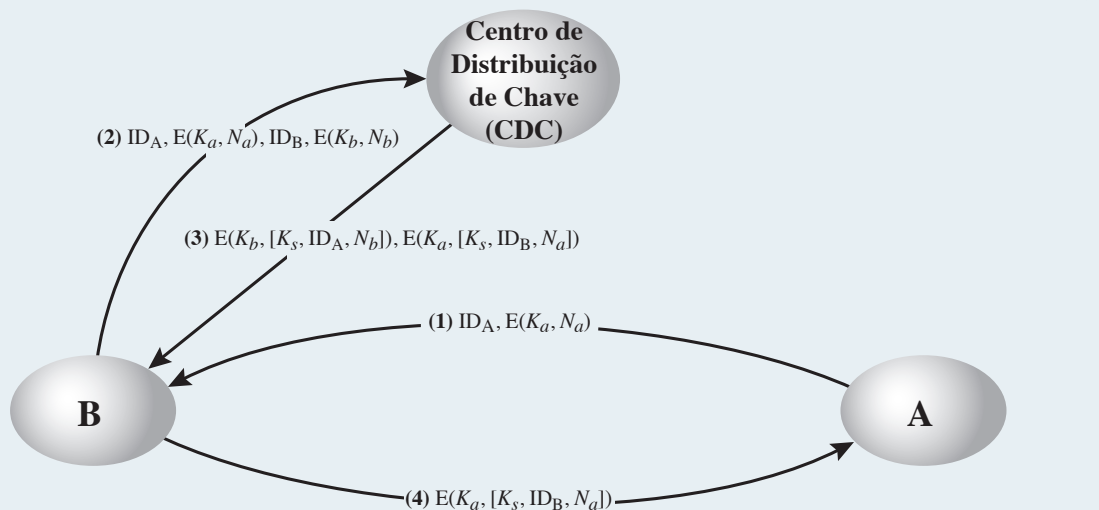 Centro de
Distribuição
de Chave
(CDC)
(2) ID_A, E(K_a, N_a), ID_B, E(K_b, N_b)
(3) E(K_b, [K_s, ID_A, N_b]), E(K_a, [K_s, ID_B, N_a])
(1) ID_A, E(K_a, N_a)
B
A
(4) E(K_a, [K_s, ID_B, N_a])